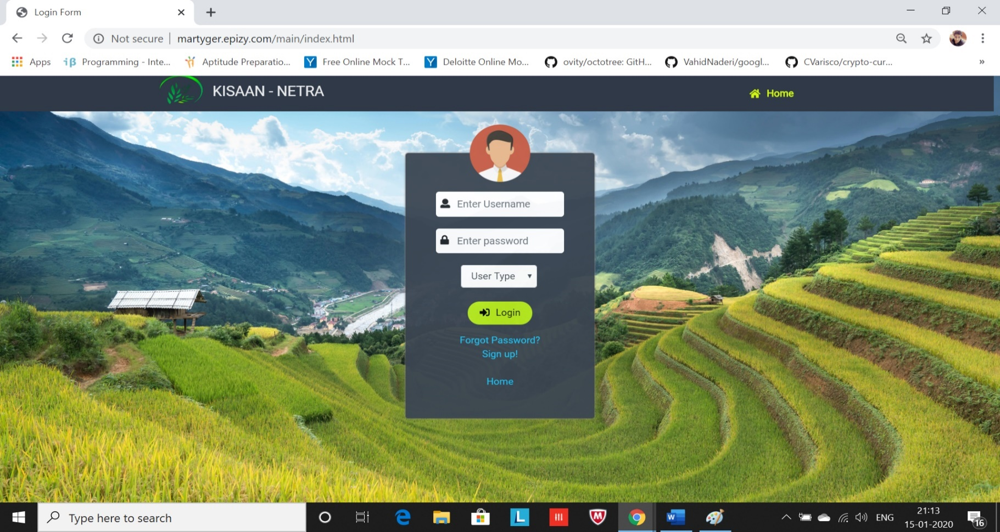 Login Form
Not secure | martyger.epizy.com/main/index.html
Apps
Programming - Inte...
Aptitude Preparatio...
Y Free Online Mock T...
Y Deloitte Online Mo...
ovity/octotree: GitH...
VahidNaderi/googl...
CVarisco/crypto-cur...
»
KISAAN - NETRA
Home
Enter Username
Enter password
User Type
Login
Forgot Password?
Sign up!
Home
Type here to search
L
W
ENG
21:13
15-01-2020
16